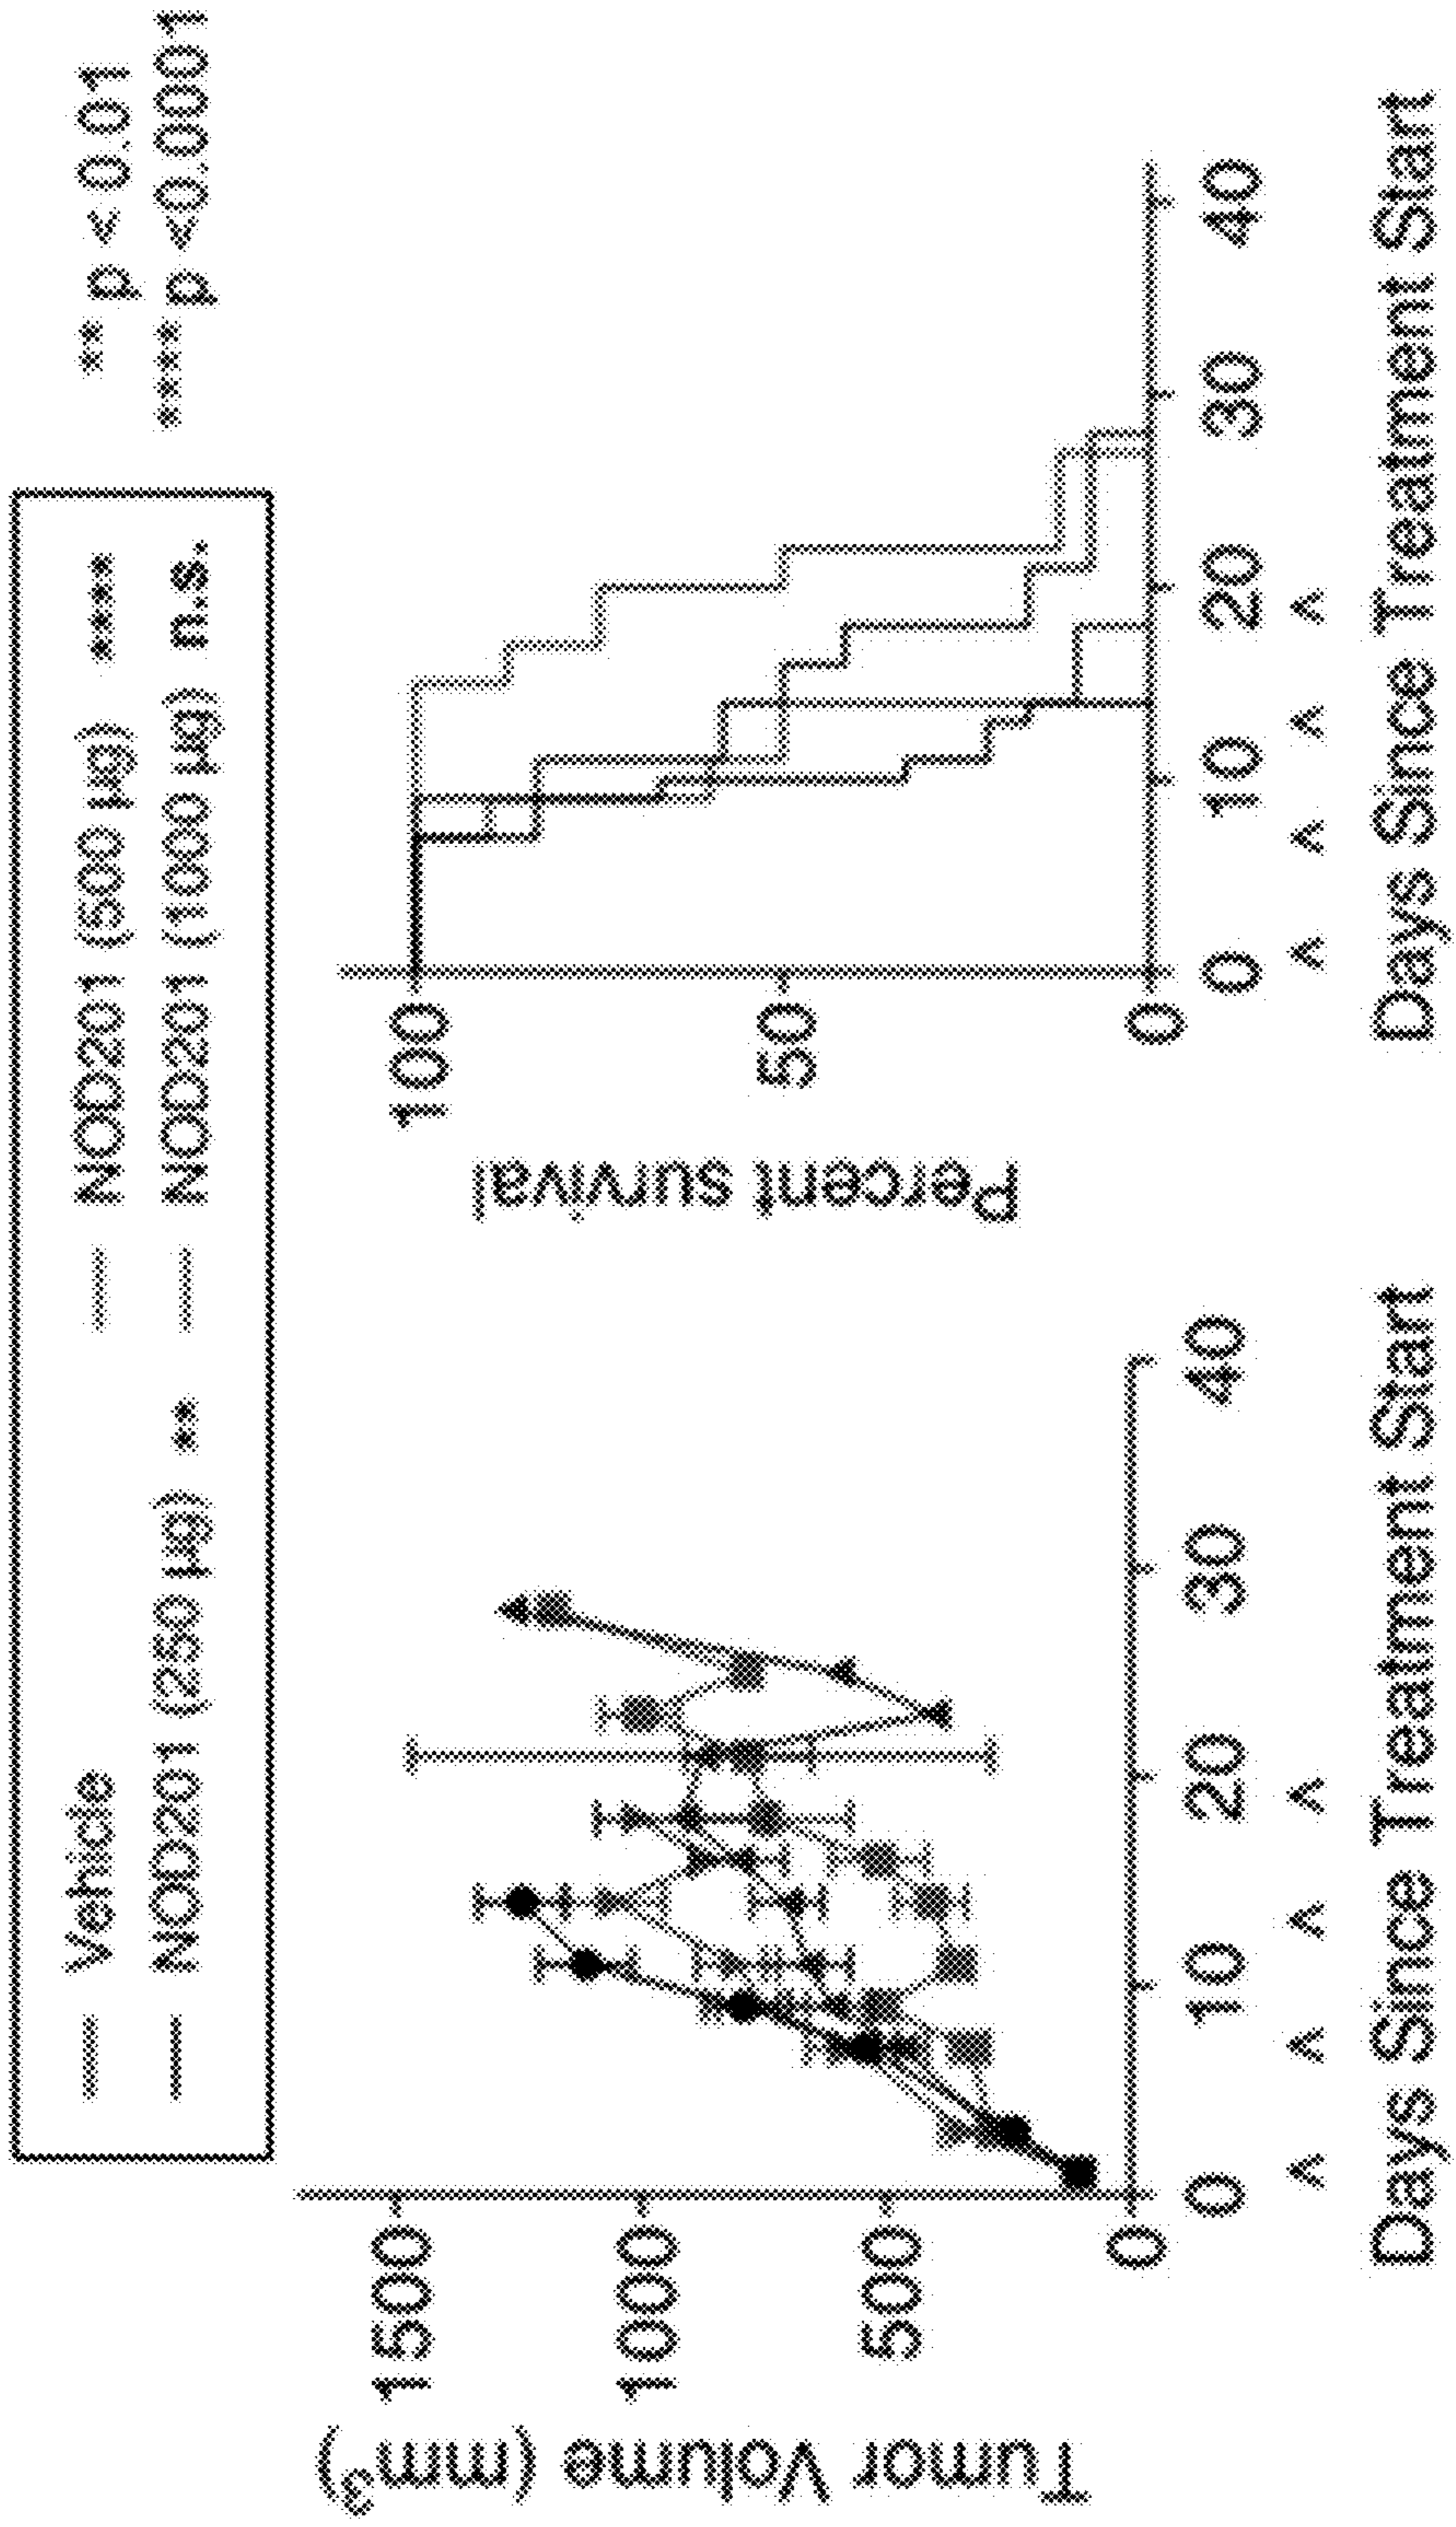 Vehicle NOD201 (500 µg) ****
NOD201 (250 µg) ** NOD201 (1000 µg) n.s.
** p < 0.01
**** p <0.0001
Tumor Volume (mm³)
1500
1000
500
0
0 10 20 30 40
^ ^ ^ ^
Days Since Treatment Start
Percent survival
100
50
0
0 10 20 30 40
^ ^ ^ ^
Days Since Treatment Start